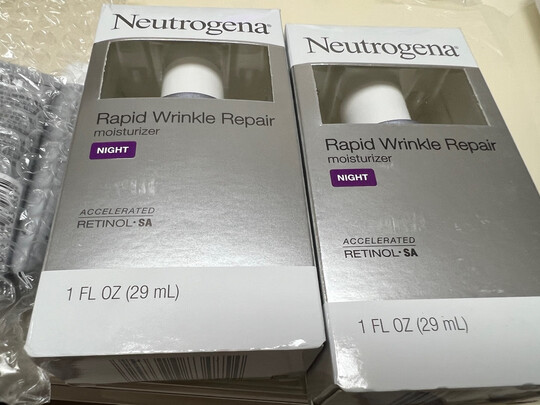 Neutrogena®
Rapid Wrinkle Repair
moisturizer
NIGHT
ACCELERATED
RETINOL•SA
1 FL OZ (29 mL)
Neutrogena®
Rapid Wrinkle Repair
moisturizer
NIGHT
ACCELERATED
RETINOL•SA
1 FL OZ (29 mL)